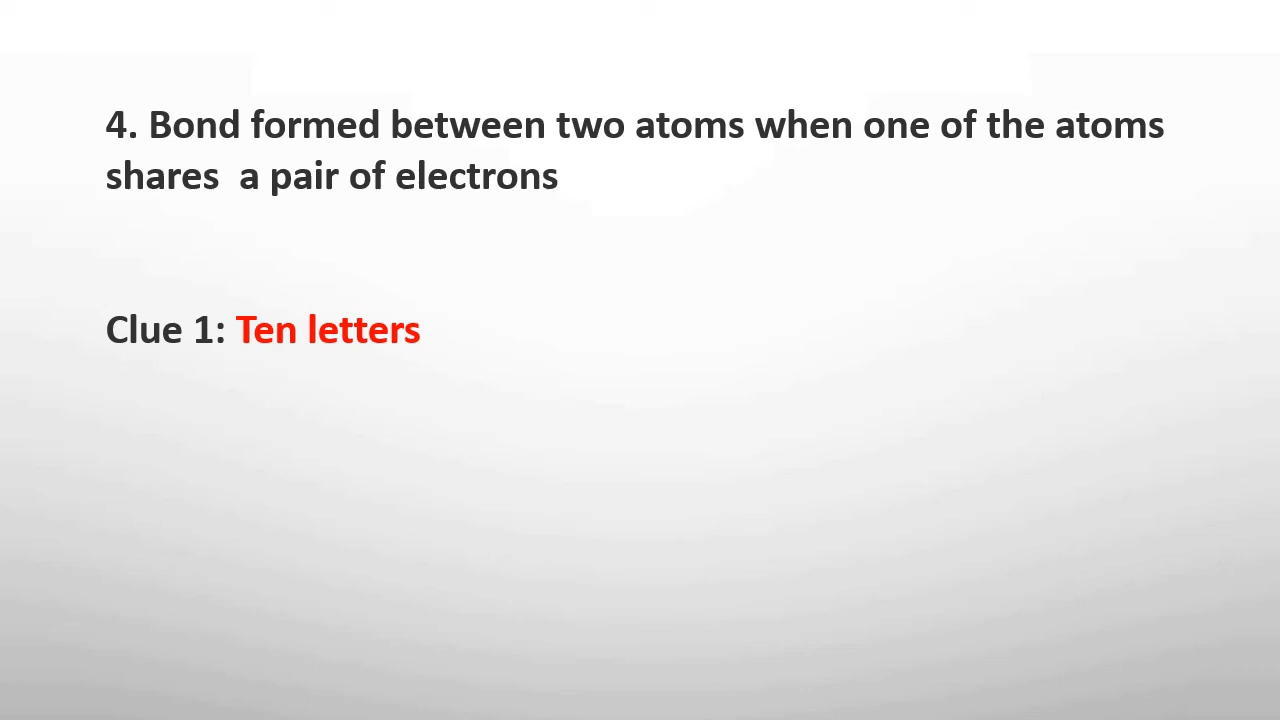 4. Bond formed between two atoms when one of the atoms
shares a pair of electrons
Clue 1: Ten letters